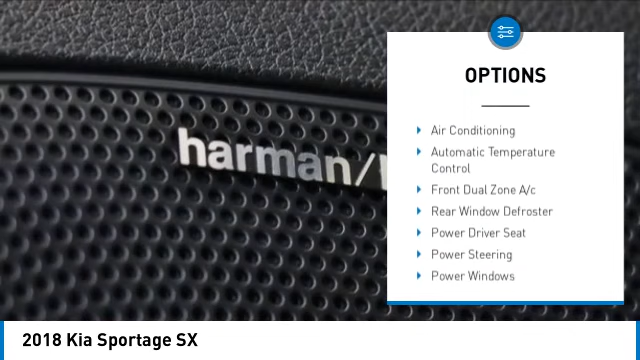 harman/
OPTIONS
Air Conditioning
Automatic Temperature
Control
Front Dual Zone A/c
Rear Window Defroster
Power Driver Seat
Power Steering
Power Windows
2018 Kia Sportage SX